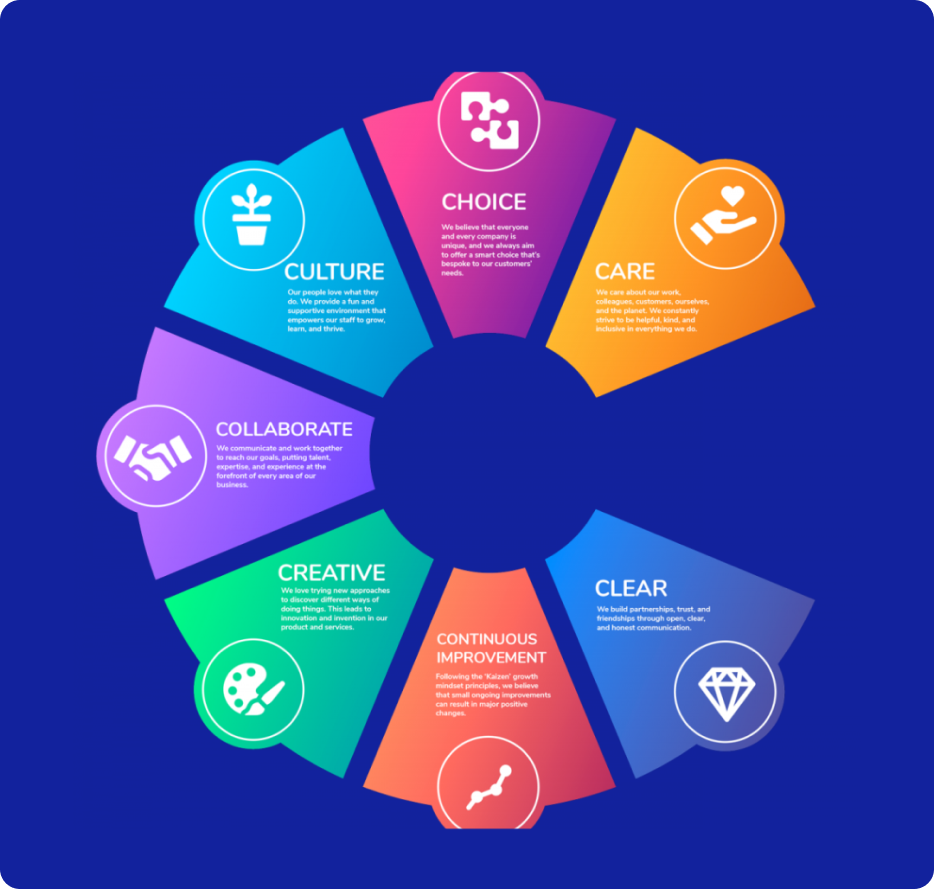 CHOICE
We believe that everyone
and every company is
unique, and we always aim
to offer a smart choice that's
bespoke to our customers'
needs.
CARE
We care about our work,
colleagues, customers, ourselves,
and the planet. We constantly
strive to be helpful, kind, and
inclusive in everything we do.
CULTURE
Our people love what they
do. We provide a fun and
supportive environment that
empowers our staff to grow,
learn, and thrive.
COLLABORATE
We communicate and work together
to reach our goals, putting talent,
expertise, and experience at the
forefront of every area of our
business.
CREATIVE
We love trying new approaches
to discover different ways of
doing things. This leads to
innovation and invention in our
product and services.
CONTINUOUS
IMPROVEMENT
Following the 'Kaizen' growth
mindset principles, we believe
that small ongoing improvements
can result in major positive
changes.
CLEAR
We build partnerships, trust, and
friendships through open, clear,
and honest communication.